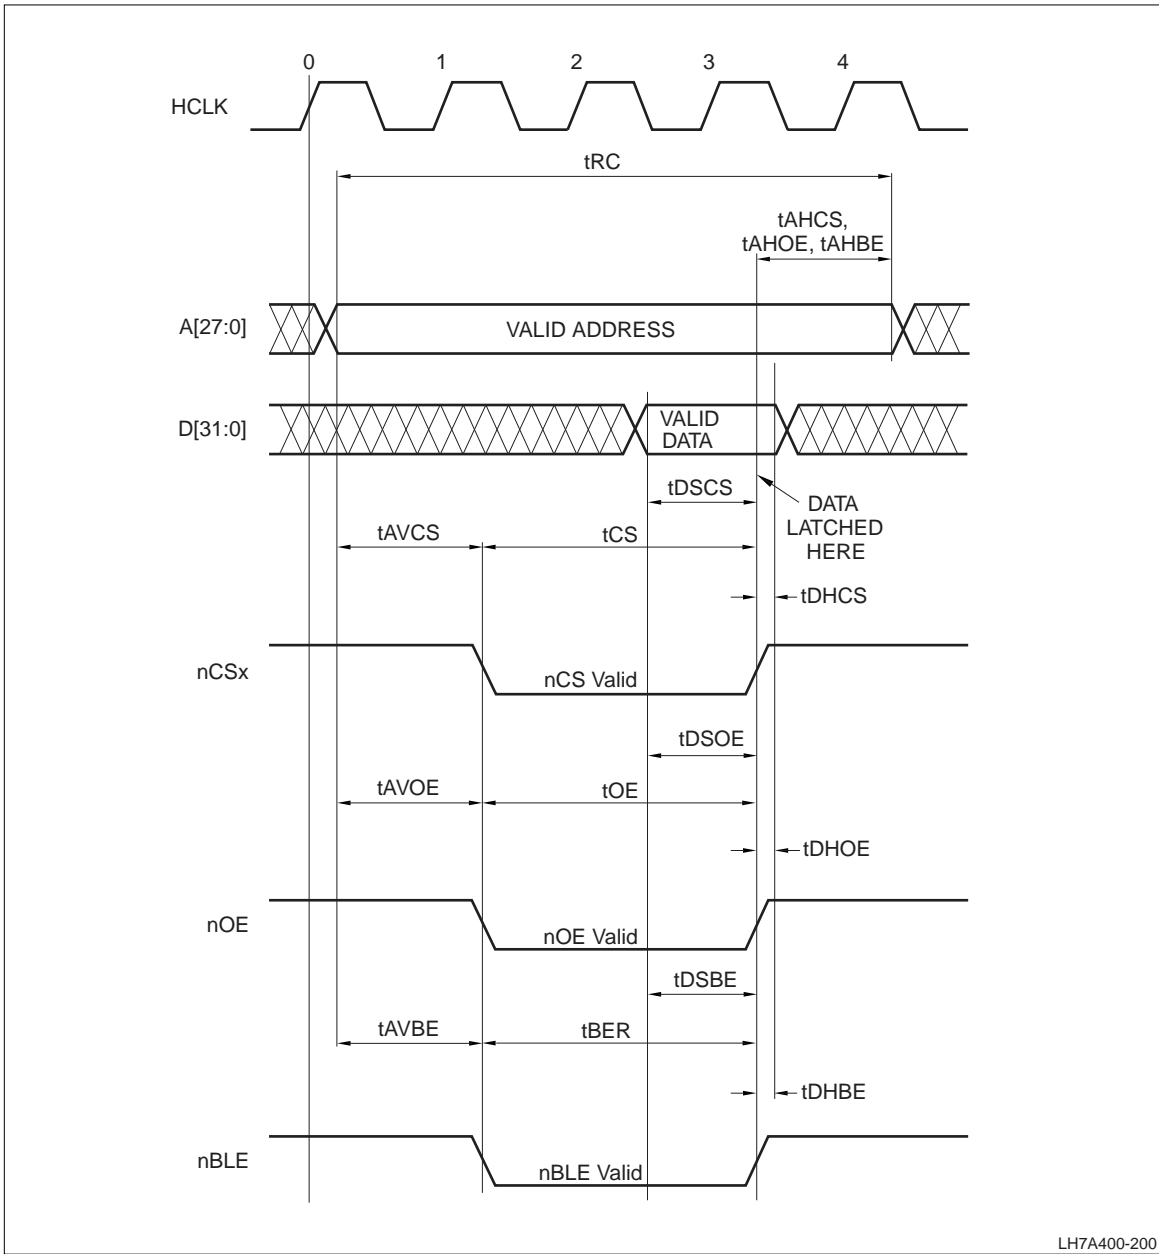 0 1 2 3 4
HCLK
tRC
tAHCS,
tAHOE, tAHBE
A[27:0]
VALID ADDRESS
D[31:0]
VALID
DATA
tDSCS
DATA
LATCHED
HERE
tAVCS
tCS
tDHCS
nCSx
nCS Valid
tDSOE
tAVOE
tOE
tDHOE
nOE
nOE Valid
tDSBE
tAVBE
tBER
tDHBE
nBLE
nBLE Valid
LH7A400-200